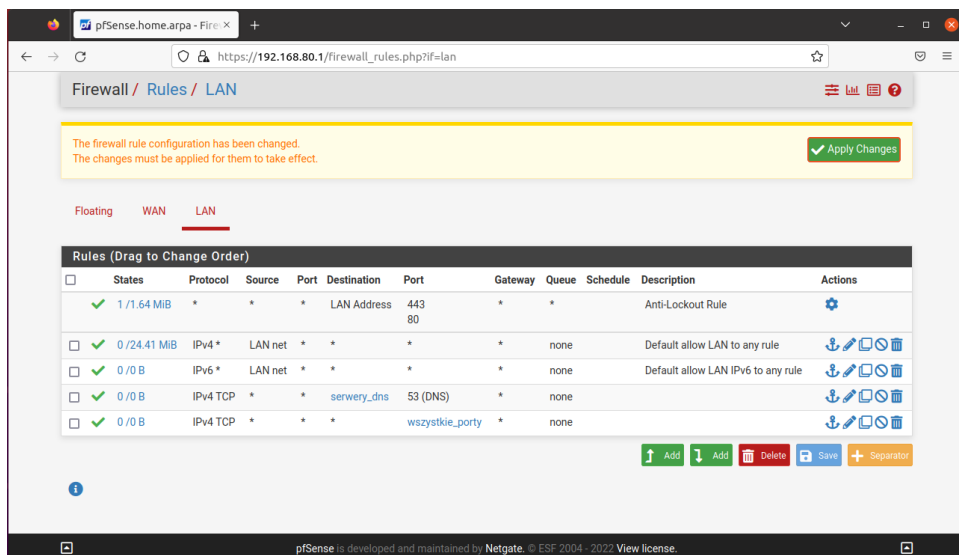 pfSense.home.arpa - Fire
https://192.168.80.1/firewall_rules.php?if=lan
Firewall / Rules / LAN
The firewall rule configuration has been changed.
The changes must be applied for them to take effect.
Apply Changes
Floating WAN LAN
Rules (Drag to Change Order)
States Protocol Source Port Destination Port Gateway Queue Schedule Description Actions
1 /1.64 MiB * * * LAN Address 443 * * Anti-Lockout Rule
80
0 /24.41 MiB IPv4 * LAN net * * * * none Default allow LAN to any rule
0 /0 B IPv6 * LAN net * * * * none Default allow LAN IPv6 to any rule
0 /0 B IPv4 TCP * * serwery_dns 53 (DNS) * none
0 /0 B IPv4 TCP * * * wszystkie_porty * none
Add Add Delete Save Separator
pfSense is developed and maintained by Netgate. © ESF 2004 - 2022 View license.